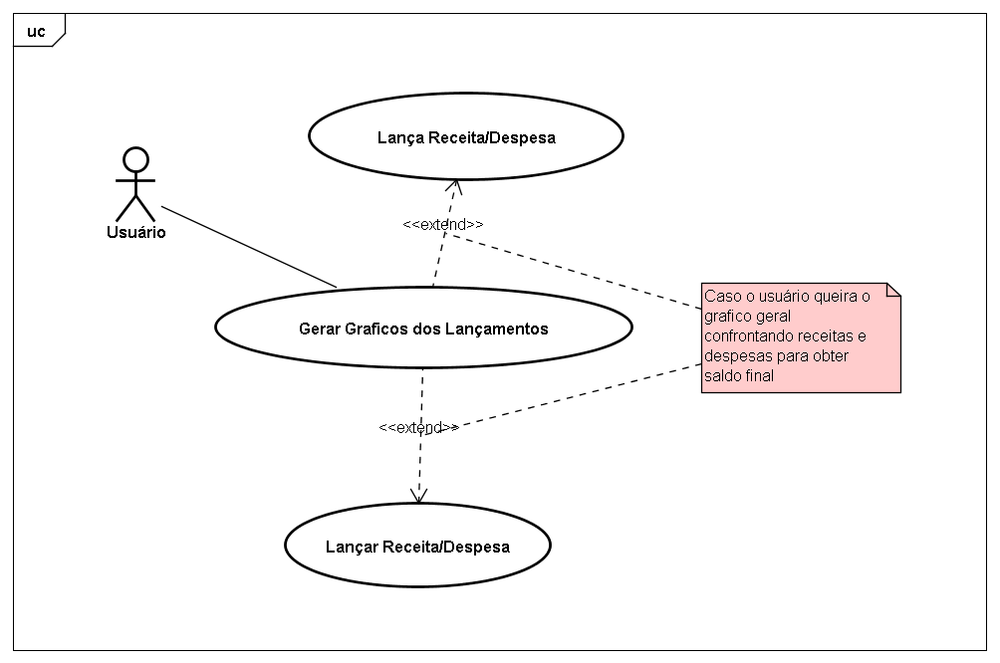 uc
Lança Receita/Despesa
Usuário
<<extend>>
Gerar Graficos dos Lançamentos
Caso o usuário queira o
grafico geral
confrontando receitas e
despesas para obter
saldo final
<<extend>>
Lançar Receita/Despesa